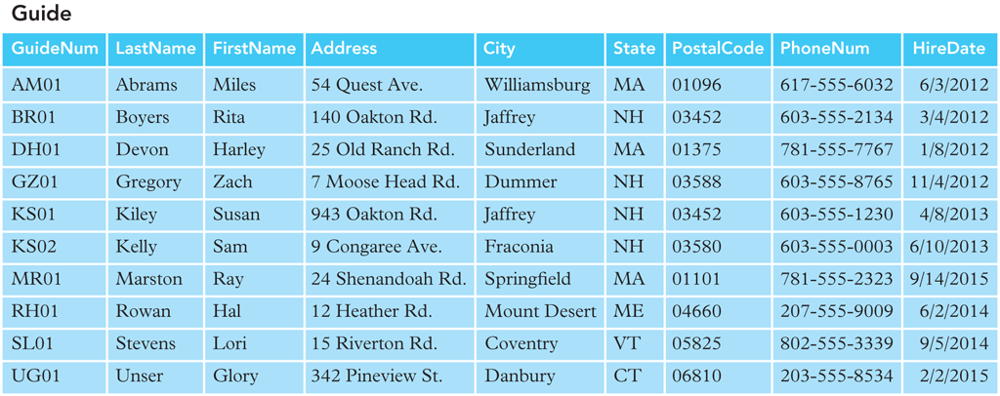 Guide
GuideNum LastName FirstName Address City State PostalCode PhoneNum HireDate
AM01 Abrams Miles 54 Quest Ave. Williamsburg MA 01096 617-555-6032 6/3/2012
BR01 Boyers Rita 140 Oakton Rd. Jaffrey NH 03452 603-555-2134 3/4/2012
DH01 Devon Harley 25 Old Ranch Rd. Sunderland MA 01375 781-555-7767 1/8/2012
GZ01 Gregory Zach 7 Moose Head Rd. Dummer NH 03588 603-555-8765 11/4/2012
KS01 Kiley Susan 943 Oakton Rd. Jaffrey NH 03452 603-555-1230 4/8/2013
KS02 Kelly Sam 9 Congaree Ave. Fraconia NH 03580 603-555-0003 6/10/2013
MR01 Marston Ray 24 Shenandoah Rd. Springfield MA 01101 781-555-2323 9/14/2015
RH01 Rowan Hal 12 Heather Rd. Mount Desert ME 04660 207-555-9009 6/2/2014
SL01 Stevens Lori 15 Riverton Rd. Coventry VT 05825 802-555-3339 9/5/2014
UG01 Unser Glory 342 Pineview St. Danbury CT 06810 203-555-8534 2/2/2015